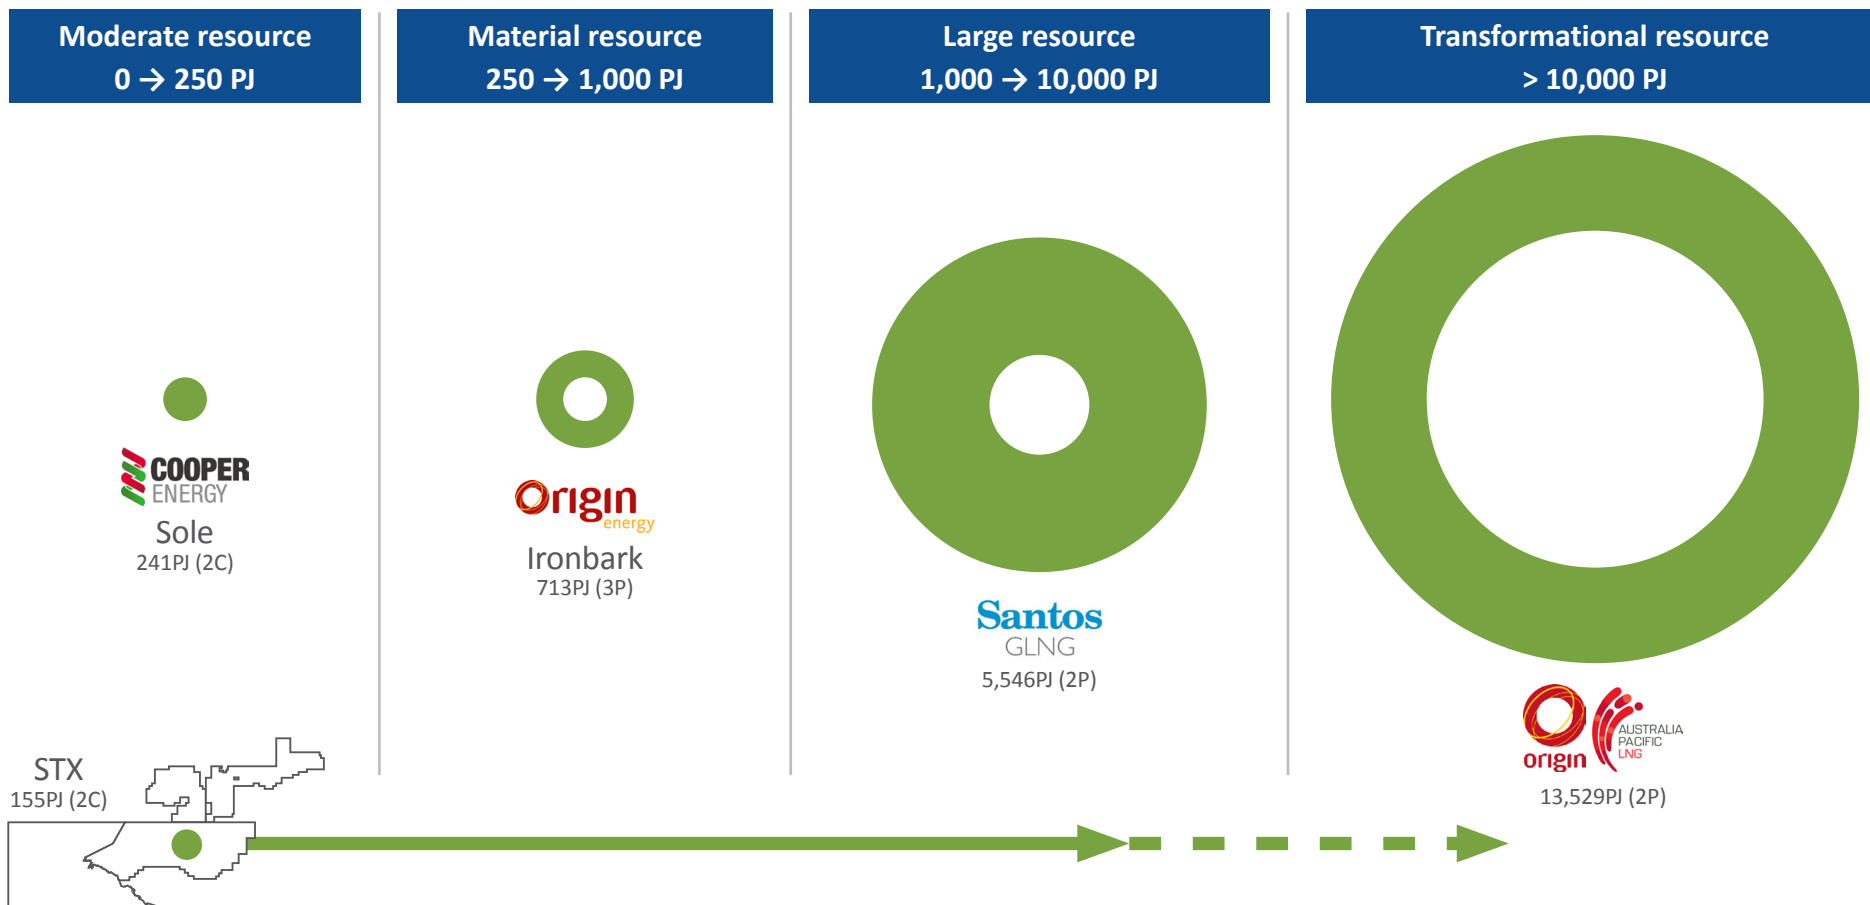 Moderate resource
0 → 250 PJ
Material resource
250 → 1,000 PJ
Large resource
1,000 → 10,000 PJ
Transformational resource
> 10,000 PJ
COOPER
ENERGY
Sole
241PJ (2C)
Origin
energy
Ironbark
713PJ (3P)
Santos
GLNG
5,546PJ (2P)
origin
AUSTRALIA
PACIFIC
LNG
13,529PJ (2P)
STX
155PJ (2C)